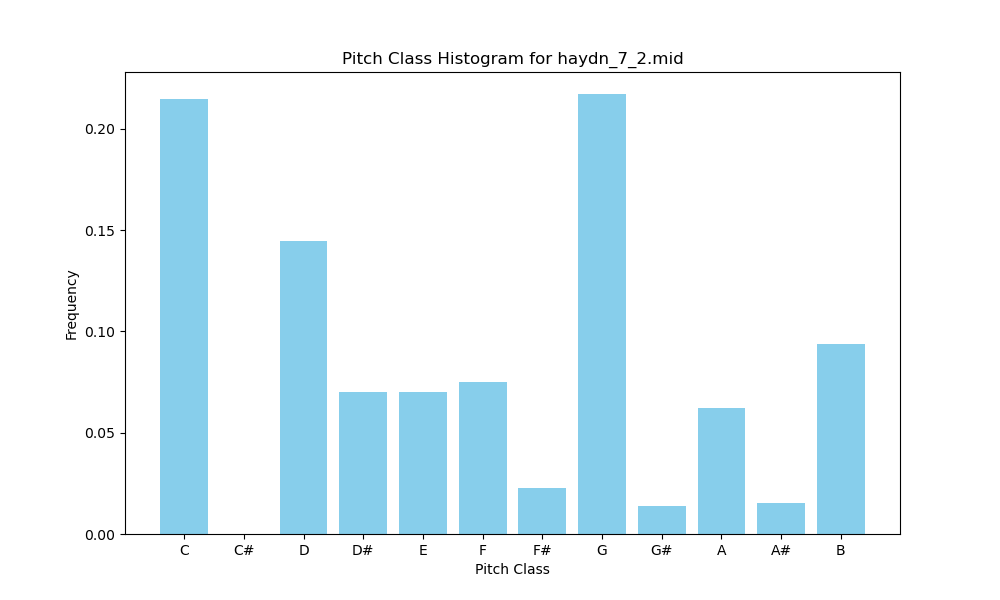 Pitch Class Histogram for haydn_7_2.mid
Frequency
0.20
0.15
0.10
0.05
0.00
C C# D D# E F F# G G# A A# B
Pitch Class